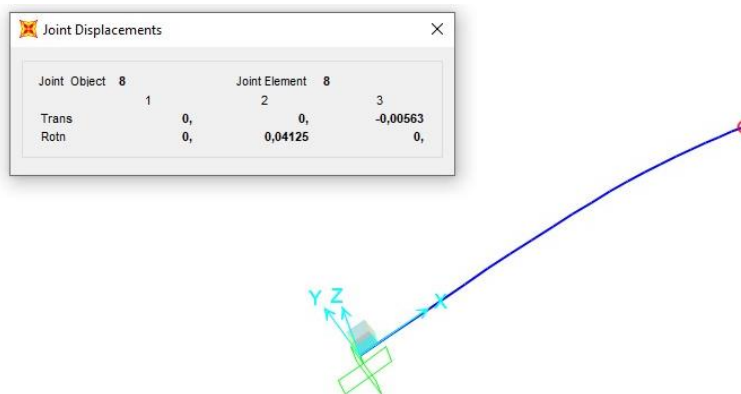 Joint Displacements
Joint Object 8 Joint Element 8
1 2 3
Trans 0, 0, -0,00563
Rotn 0, 0,04125 0,
Y Z X